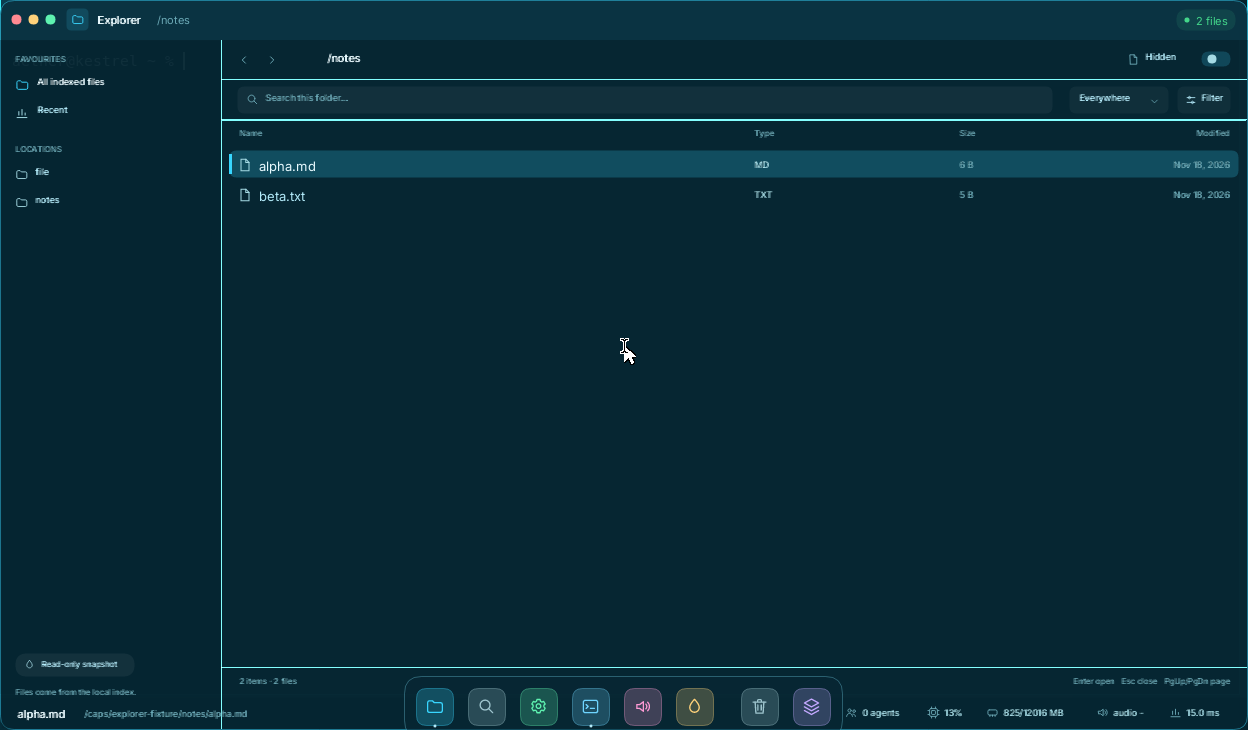 Explorer /notes 2 files
FAVOURITES
kestrel ~ %
/notes Hidden
All indexed files
Search this folder... Everywhere Filter
Recent
Name Type Size Modified
LOCATIONS
alpha.md MD 6 B Nov 18, 2026
file
beta.txt TXT 5 B Nov 18, 2026
notes
Read-only snapshot
2 items · 2 files Enter open Esc close PgUp/PgDn page
Files come from the local index.
alpha.md /caps/explorer-fixture/notes/alpha.md 0 agents 13% 825/12016 MB audio - 15.0 ms